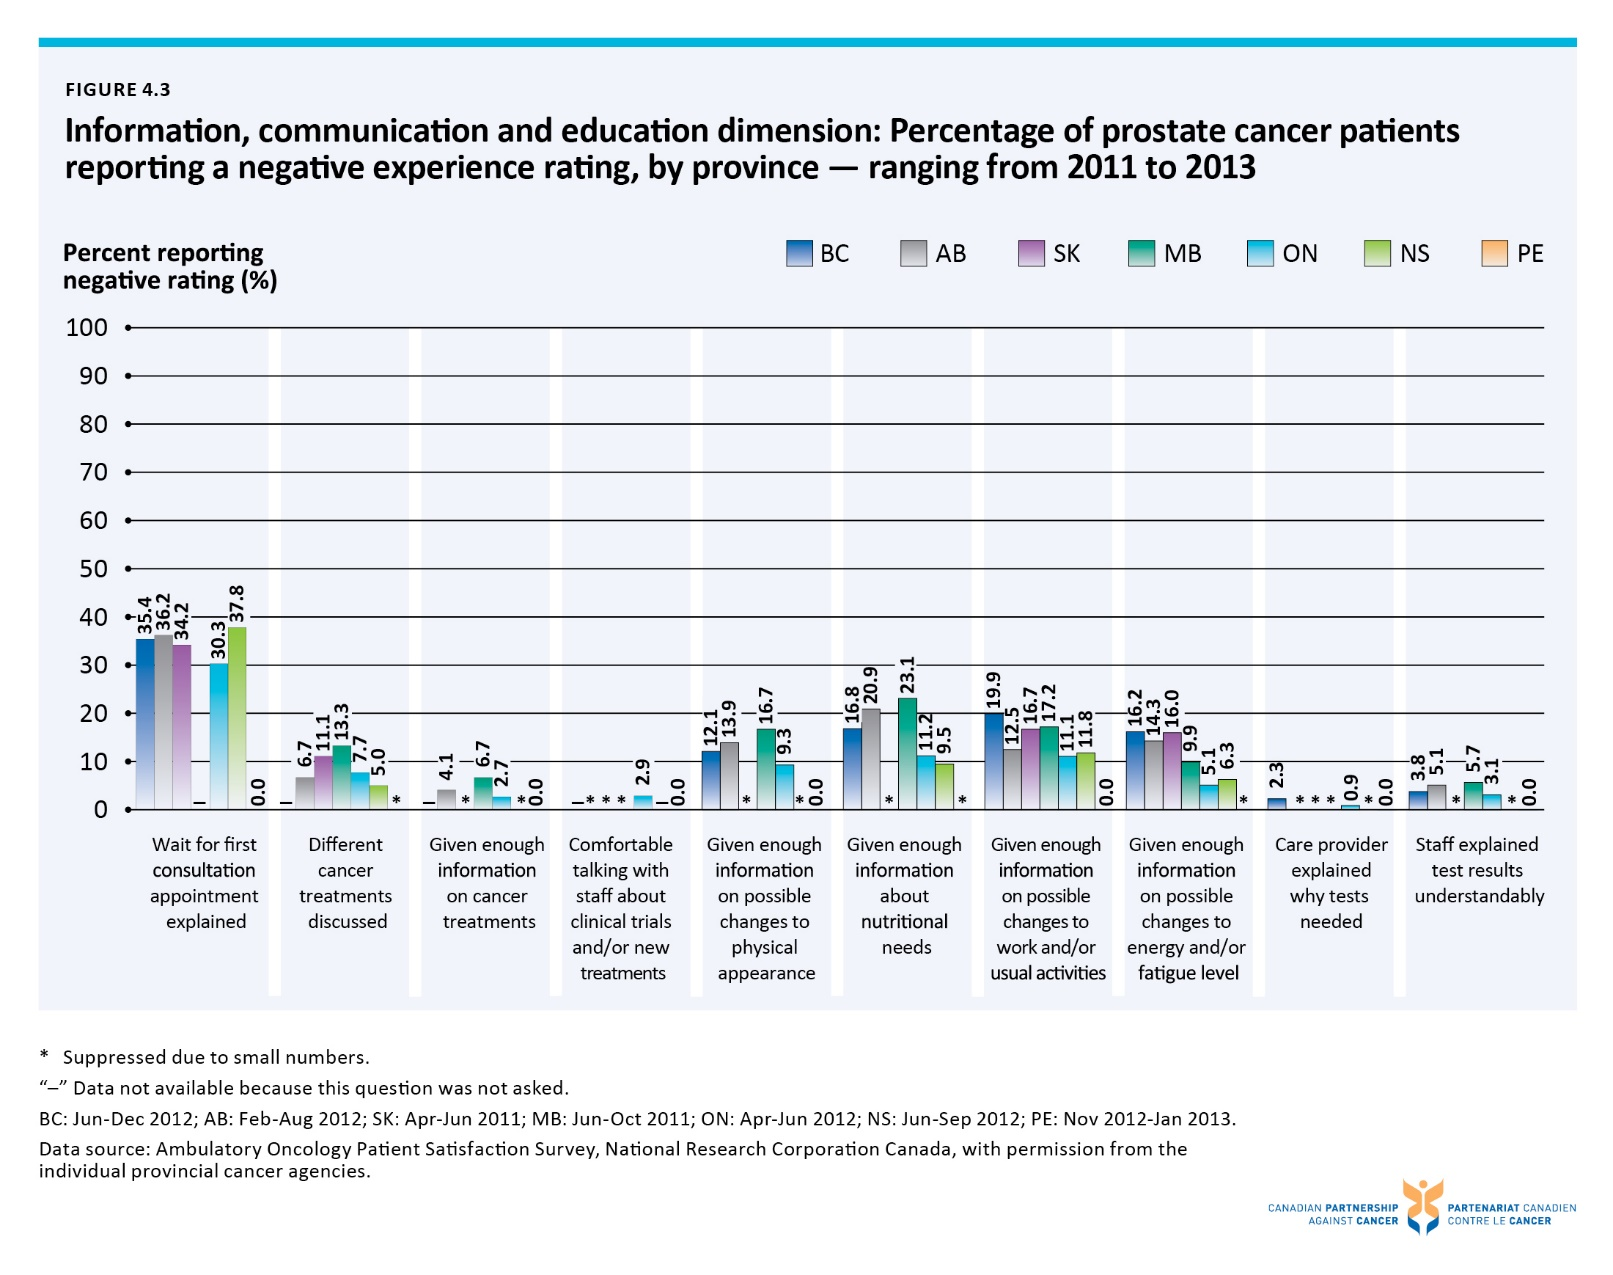 FIGURE 4.3
Information, communication and education dimension: Percentage of prostate cancer patients
reporting a negative experience rating, by province — ranging from 2011 to 2013
Percent reporting
negative rating (%)
BC AB SK MB ON NS PE
100
90
80
70
60
50
40
30
20
10
0
35.4 36.2 34.2 – 30.3 37.8 0.0
– 6.7 11.1 13.3 7.7 5.0 *
– 4.1 * 6.7 2.7 * 0.0
– * * * 2.9 – 0.0
12.1 13.9 * 16.7 9.3 * 0.0
16.8 20.9 * 23.1 11.2 9.5 *
19.9 12.5 16.7 17.2 11.1 11.8 0.0
16.2 14.3 16.0 9.9 5.1 6.3 *
2.3 * * * 0.9 * 0.0
3.8 5.1 * 5.7 3.1 * 0.0
Wait for first
consultation
appointment
explained
Different
cancer
treatments
discussed
Given enough
information
on cancer
treatments
Comfortable
talking with
staff about
clinical trials
and/or new
treatments
Given enough
information
on possible
changes to
physical
appearance
Given enough
information
about
nutritional
needs
Given enough
information
on possible
changes to
work and/or
usual activities
Given enough
information
on possible
changes to
energy and/or
fatigue level
Care provider
explained
why tests
needed
Staff explained
test results
understandably
* Suppressed due to small numbers.
“–” Data not available because this question was not asked.
BC: Jun-Dec 2012; AB: Feb-Aug 2012; SK: Apr-Jun 2011; MB: Jun-Oct 2011; ON: Apr-Jun 2012; NS: Jun-Sep 2012; PE: Nov 2012-Jan 2013.
Data source: Ambulatory Oncology Patient Satisfaction Survey, National Research Corporation Canada, with permission from the
individual provincial cancer agencies.
CANADIAN PARTNERSHIP
AGAINST CANCER
PARTENARIAT CANADIEN
CONTRE LE CANCER